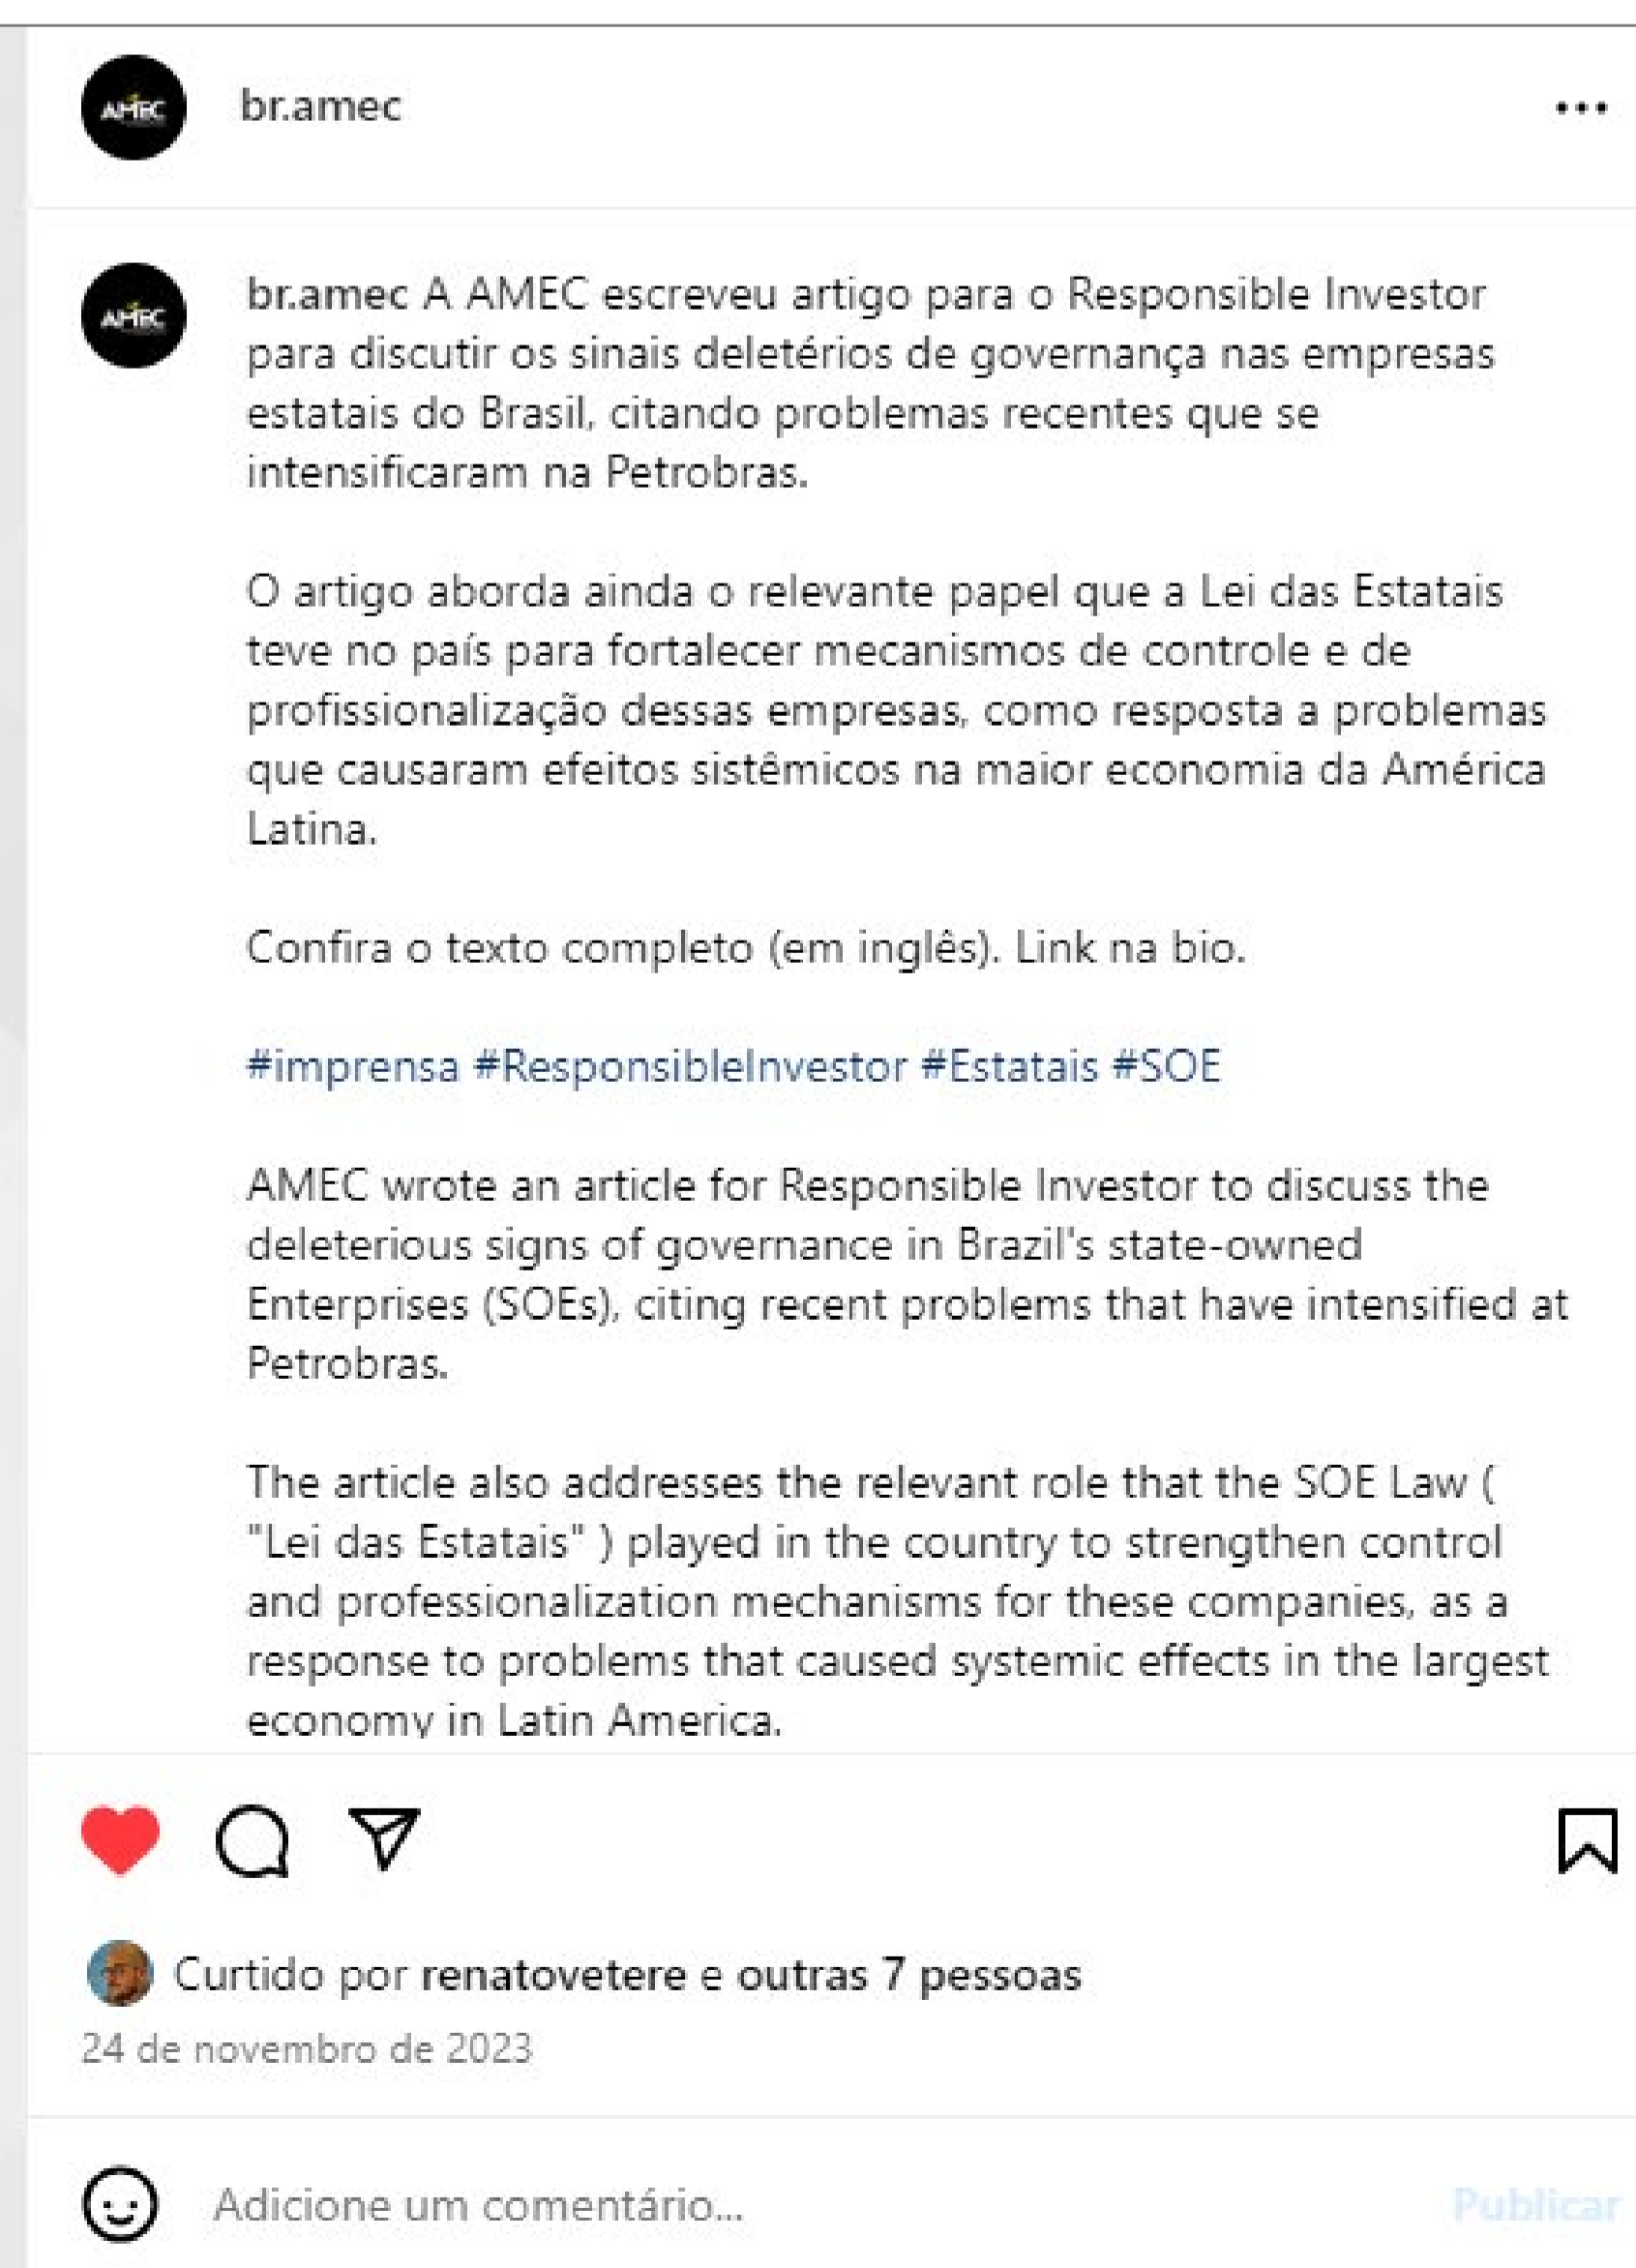 AMEC
br.amec
AMEC
br.amec A AMEC escreveu artigo para o Responsible Investor
para discutir os sinais deletérios de governança nas empresas
estatais do Brasil, citando problemas recentes que se
intensificaram na Petrobras.
O artigo aborda ainda o relevante papel que a Lei das Estatais
teve no país para fortalecer mecanismos de controle e de
profissionalização dessas empresas, como resposta a problemas
que causaram efeitos sistêmicos na maior economia da América
Latina.
Confira o texto completo (em inglês). Link na bio.
#imprensa #ResponsibleInvestor #Estatais #SOE
AMEC wrote an article for Responsible Investor to discuss the
deleterious signs of governance in Brazil's state-owned
Enterprises (SOEs), citing recent problems that have intensified at
Petrobras.
The article also addresses the relevant role that the SOE Law (
"Lei das Estatais" ) played in the country to strengthen control
and professionalization mechanisms for these companies, as a
response to problems that caused systemic effects in the largest
economy in Latin America.
Curtido por renatovetere e outras 7 pessoas
24 de novembro de 2023
Adicione um comentário...
Publicar